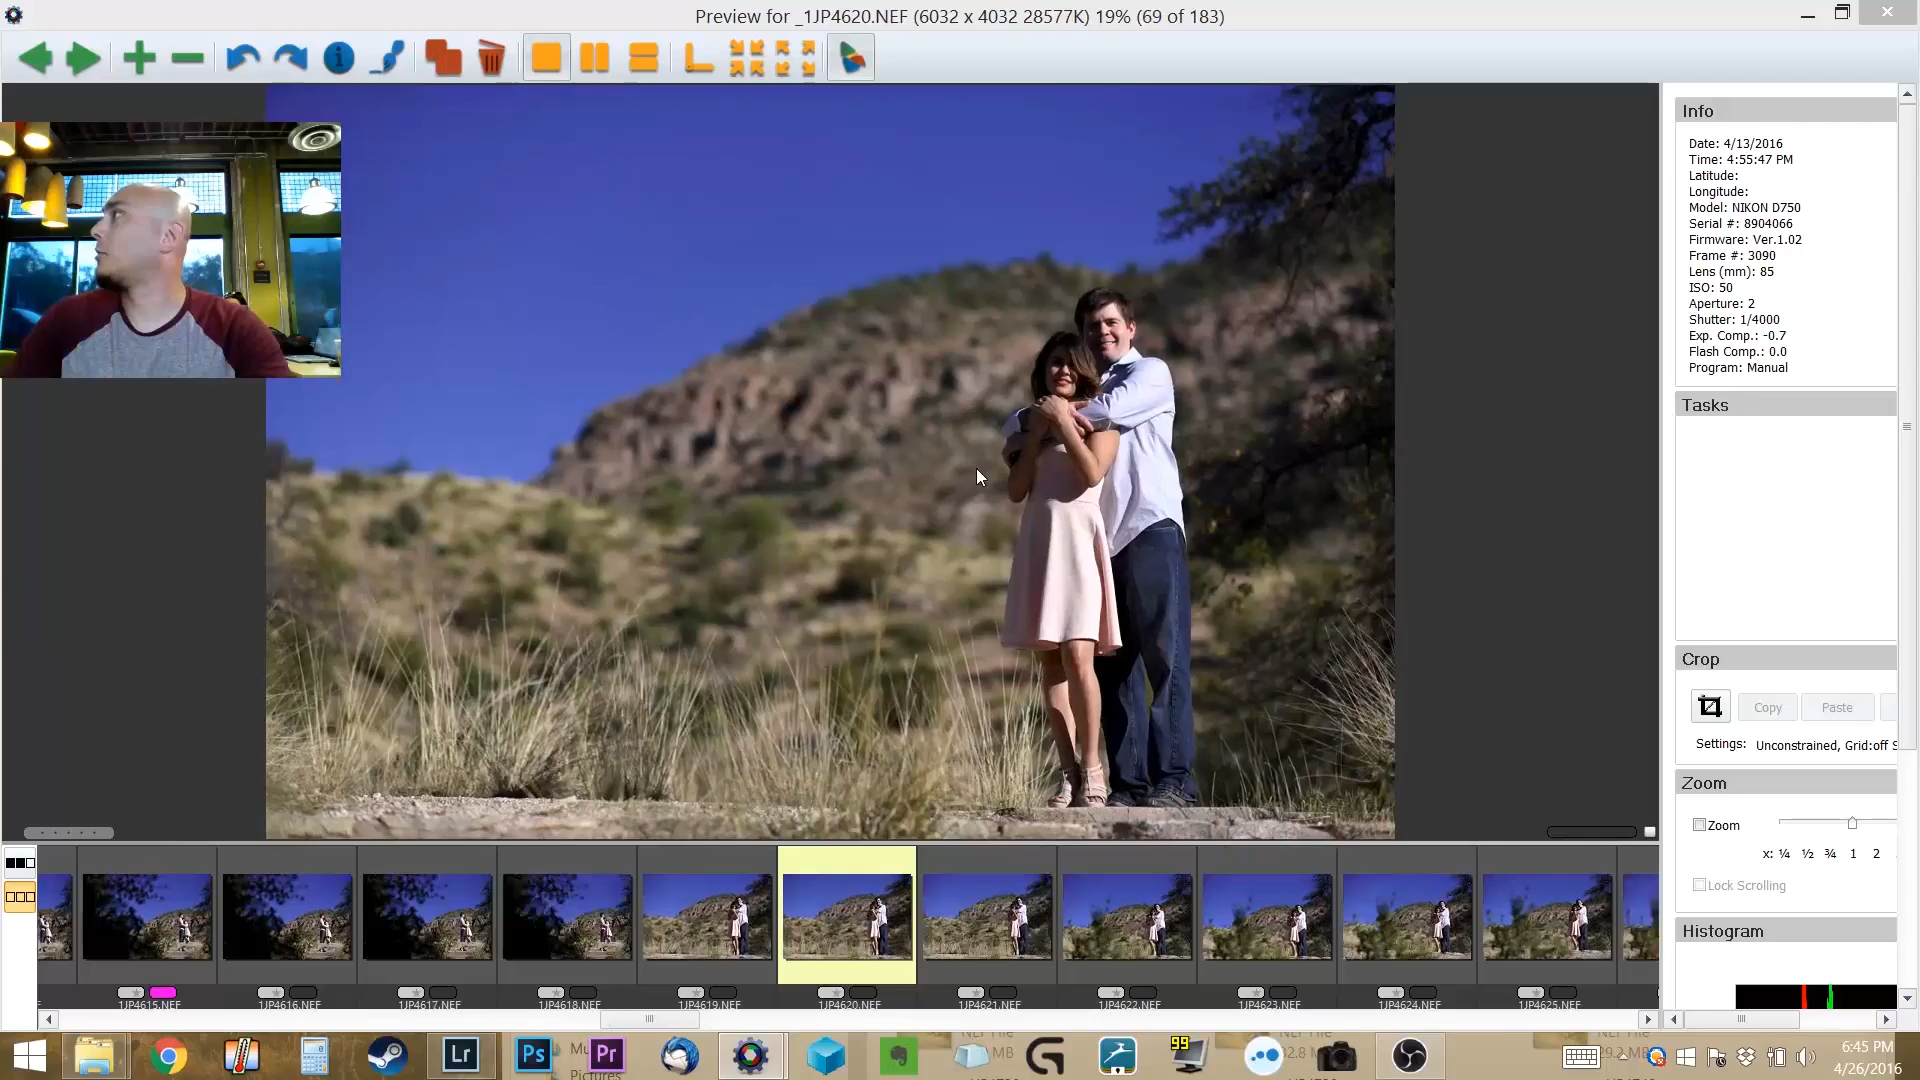 Preview for _1JP4620.NEF (6032 x 4032 28577K) 19% (69 of 183)
Info
Date: 4/13/2016
Time: 4:55:47 PM
Latitude:
Longitude:
Model: NIKON D750
Serial #: 8904066
Firmware: Ver.1.02
Frame #: 3090
Lens (mm): 85
ISO: 50
Aperture: 2
Shutter: 1/4000
Exp. Comp.: -0.7
Flash Comp.: 0.0
Program: Manual
Tasks
Crop
Copy Paste
Settings: Unconstrained, Grid:off S
Zoom
Zoom
x: ¼ ½ ¾ 1 2
Lock Scrolling
Histogram
1JP4615.NEF 1JP4616.NEF 1JP4617.NEF 1JP4618.NEF 1JP4619.NEF 1JP4620.NEF 1JP4621.NEF 1JP4622.NEF 1JP4623.NEF 1JP4624.NEF 1JP4625.NEF
Lr Ps Mu Pr MB 99
Pictures
6:45 PM
4/26/2016